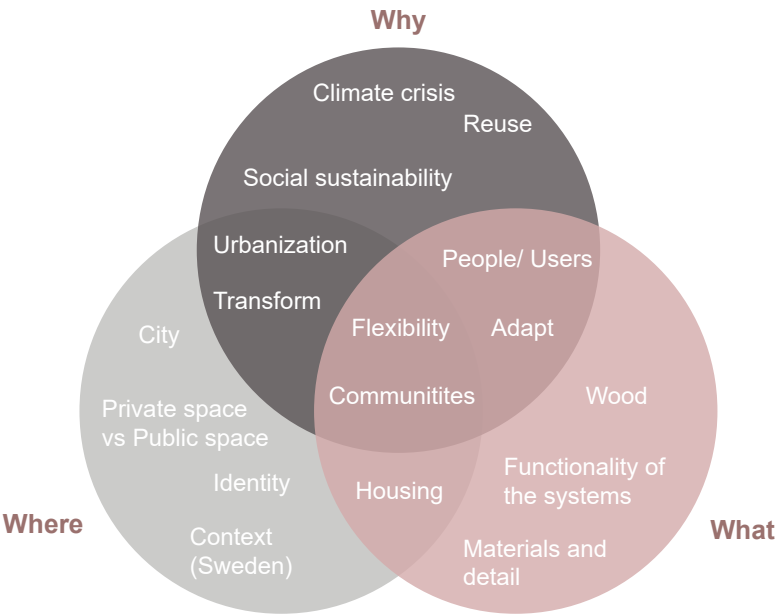 Why
Climate crisis
Reuse
Social sustainability
Urbanization
People/ Users
Transform
Flexibility
Adapt
City
Communitites
Wood
Private space
vs Public space
Functionality of
the systems
Identity
Housing
Where
What
Context
(Sweden)
Materials and
detail